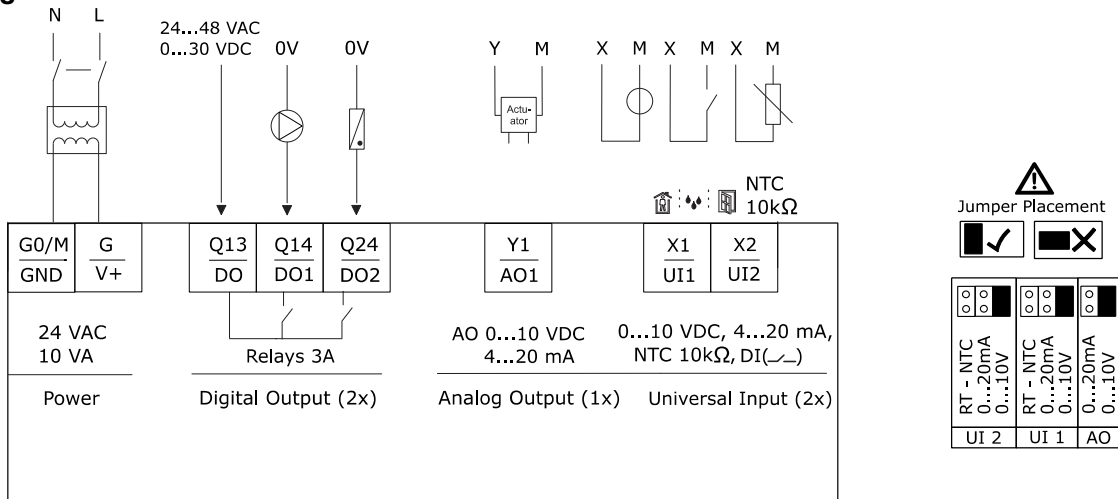 N L
24...48 VAC
0...30 VDC 0V 0V
Y M X M X M X M
Actu-
ator
NTC
10kΩ
G0/M G Q13 Q14 Q24 Y1 X1 X2
GND V+ DO DO1 DO2 AO1 UI1 UI2
24 VAC
10 VA
Relays 3A
AO 0...10 VDC
4...20 mA
0...10 VDC, 4...20 mA,
NTC 10kΩ, DI( )
Power Digital Output (2x) Analog Output (1x) Universal Input (2x)
Jumper Placement
RT - NTC
0...20mA
0...10V
RT - NTC
0...20mA
0...10V
0...20mA
0...10V
UI 2 UI 1 AO